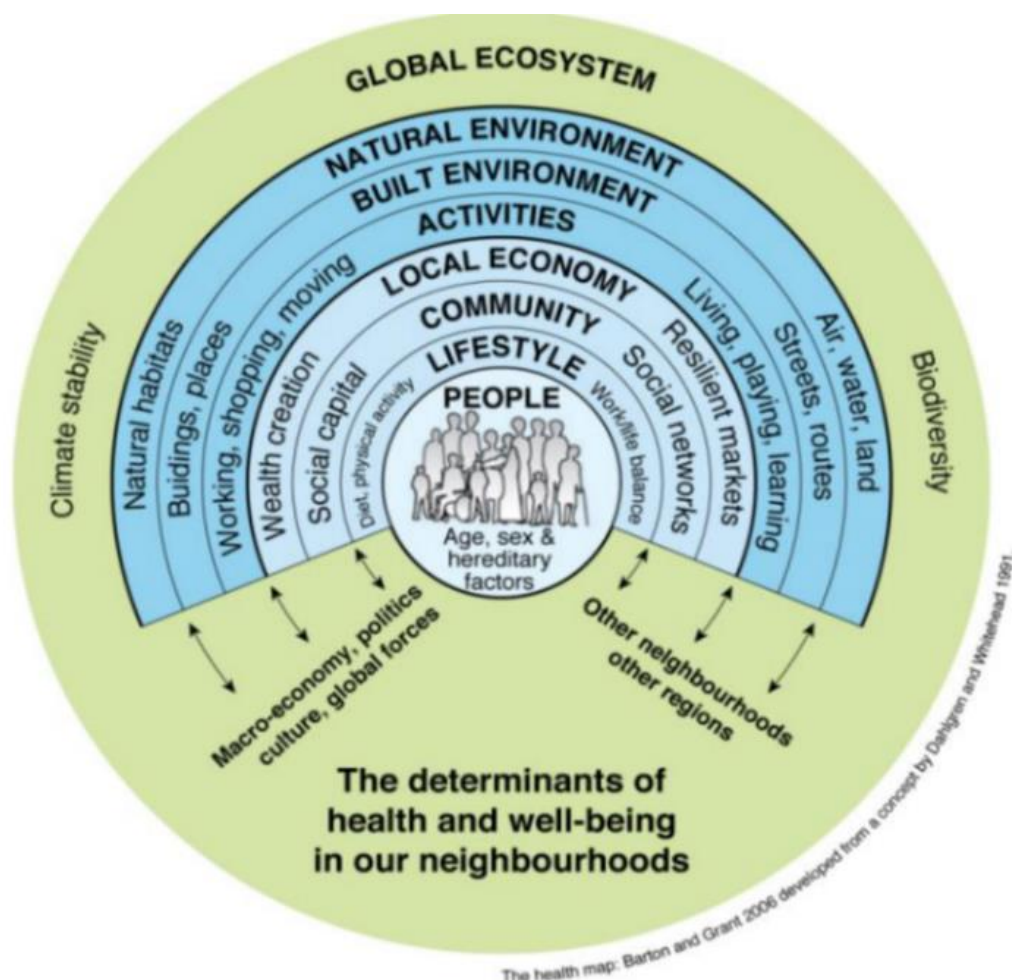 GLOBAL ECOSYSTEM
NATURAL ENVIRONMENT
BUILT ENVIRONMENT
ACTIVITIES
LOCAL ECONOMY
COMMUNITY
LIFESTYLE
PEOPLE
Age, sex &
hereditary
factors
Climate stability
Natural habitats
Buidings, places
Working, shopping, moving
Wealth creation
Social capital
Diet, physical activity
Work/life balance
Social networks
Resilient markets
Living, playing, learning
Streets, routes
Air, water, land
Biodiversity
Macro-economy, politics
culture, global forces
Other neighbourhoods
other regions
The determinants of
health and well-being
in our neighbourhoods
The health map: Barton and Grant 2006 developed from a concept by Dahlgren and Whitehead 1991.